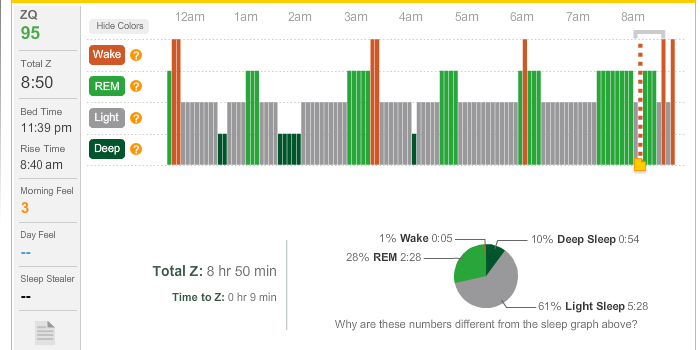 ZQ
95
Total Z
8:50
Bed Time
11:39 pm
Rise Time
8:40 am
Morning Feel
3
Day Feel
--
Sleep Stealer
--
12am 1am 2am 3am 4am 5am 6am 7am 8am
Hide Colors
Wake ?
REM ?
Light ?
Deep ?
Total Z: 8 hr 50 min
Time to Z: 0 hr 9 min
1% Wake 0:05
10% Deep Sleep 0:54
28% REM 2:28
61% Light Sleep 5:28
Why are these numbers different from the sleep graph above?